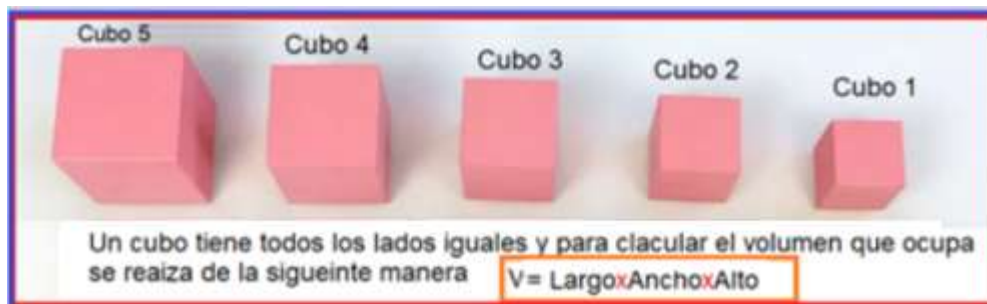 Cubo 5
Cubo 4
Cubo 3
Cubo 2
Cubo 1
Un cubo tiene todos los lados iguales y para clacular el volumen que ocupa
se reaiza de la sigueinte manera
V= LargoxAnchoxAlto